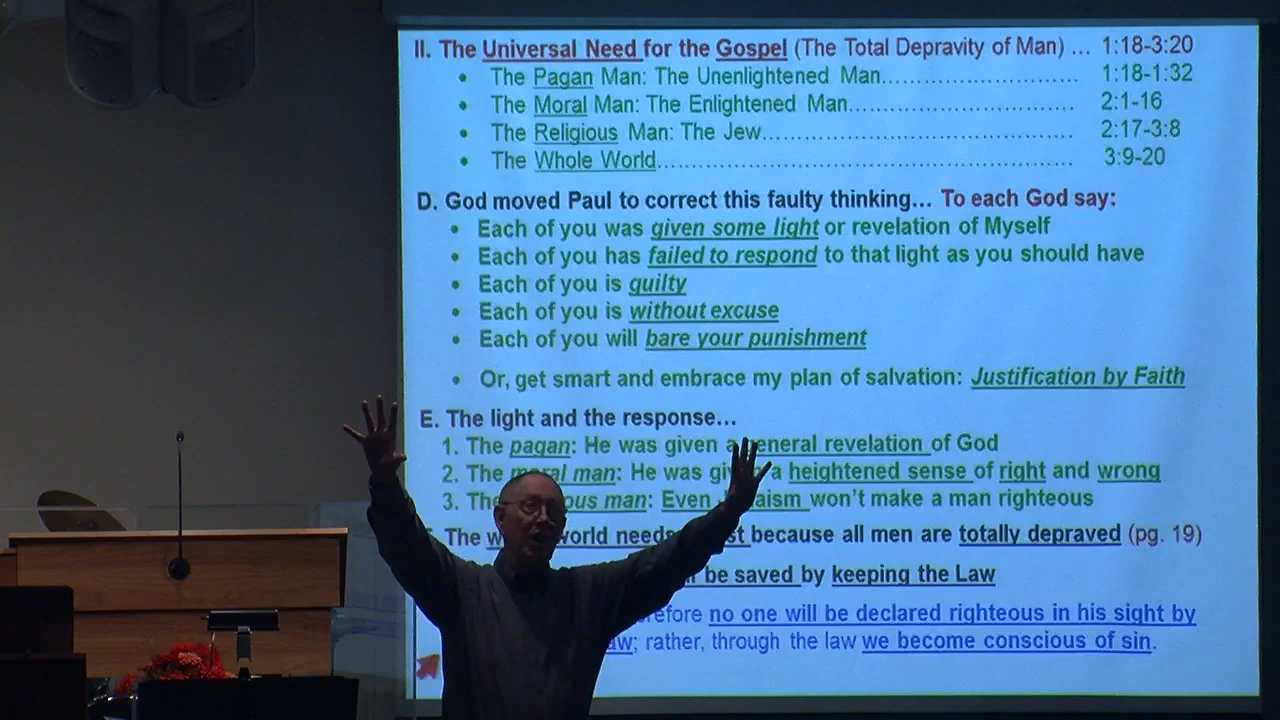 II. The Universal Need for the Gospel (The Total Depravity of Man) ... 1:18-3:20
• The Pagan Man: The Unenlightened Man............................ 1:18-1:32
• The Moral Man: The Enlightened Man................................ 2:1-16
• The Religious Man: The Jew............................................ 2:17-3:8
• The Whole World.......................................................... 3:9-20
D. God moved Paul to correct this faulty thinking... To each God say:
• Each of you was given some light or revelation of Myself
• Each of you has failed to respond to that light as you should have
• Each of you is guilty
• Each of you is without excuse
• Each of you will bare your punishment
• Or, get smart and embrace my plan of salvation: Justification by Faith
E. The light and the response...
1. The pagan: He was given a general revelation of God
2. The moral man: He was given a heightened sense of right and wrong
3. The man: Even won't make a man righteous
The world needs because all men are totally depraved (pg. 19)
be saved by keeping the Law
no one will be declared righteous in his sight by
; rather, through the law we become conscious of sin.